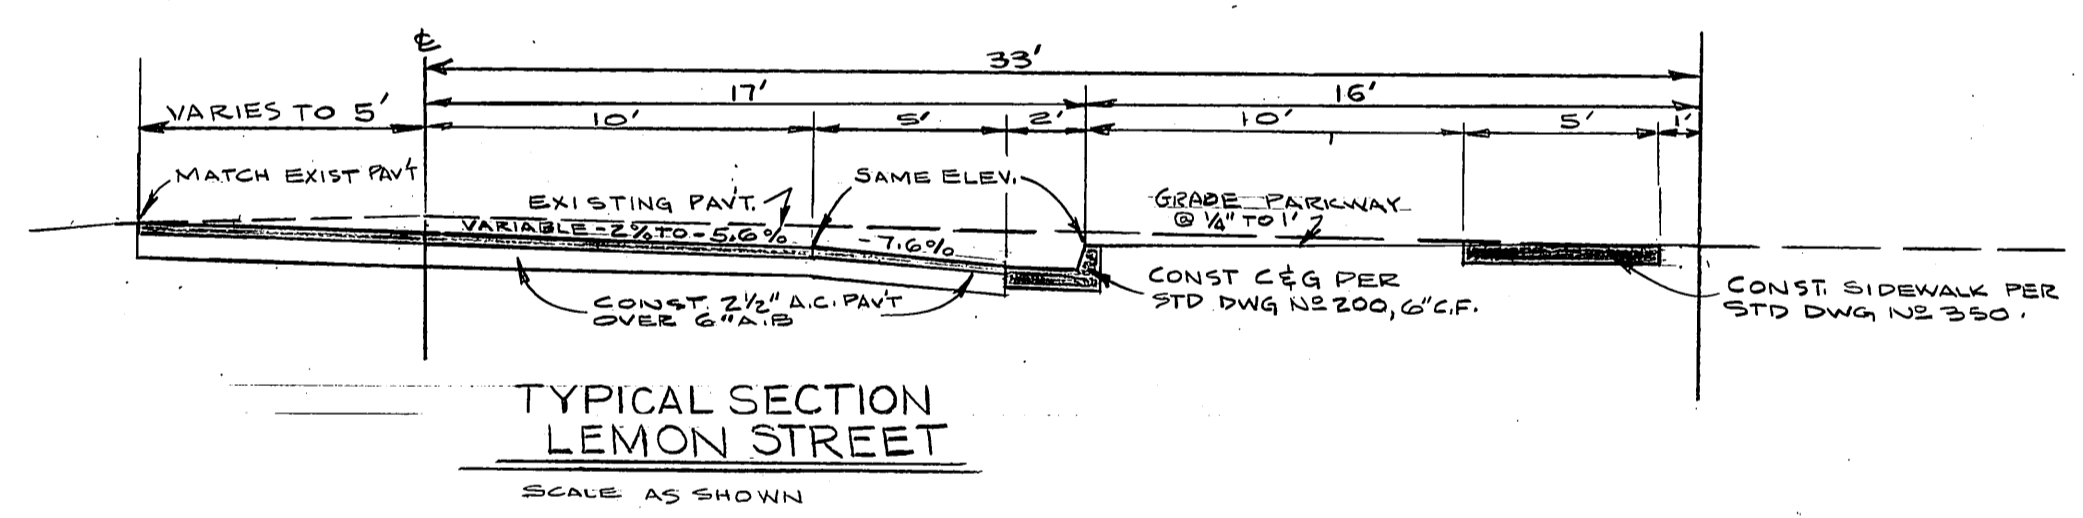 ℄
33'
17'
16'
VARIES TO 5'
10'
5'
2'
10'
5'
1'
MATCH EXIST PAV'T
EXISTING PAV'T.
SAME ELEV.
GRADE PARKWAY
@ 1/4" TO 1'
VARIABLE -2% TO -5.6%
-7.6%
CONST. 2 1/2" A.C. PAV'T
OVER 6" A.B
CONST C & G PER
STD DWG Nº 200, 6" C.F.
CONST. SIDEWALK PER
STD DWG Nº 350.
TYPICAL SECTION
LEMON STREET
SCALE AS SHOWN